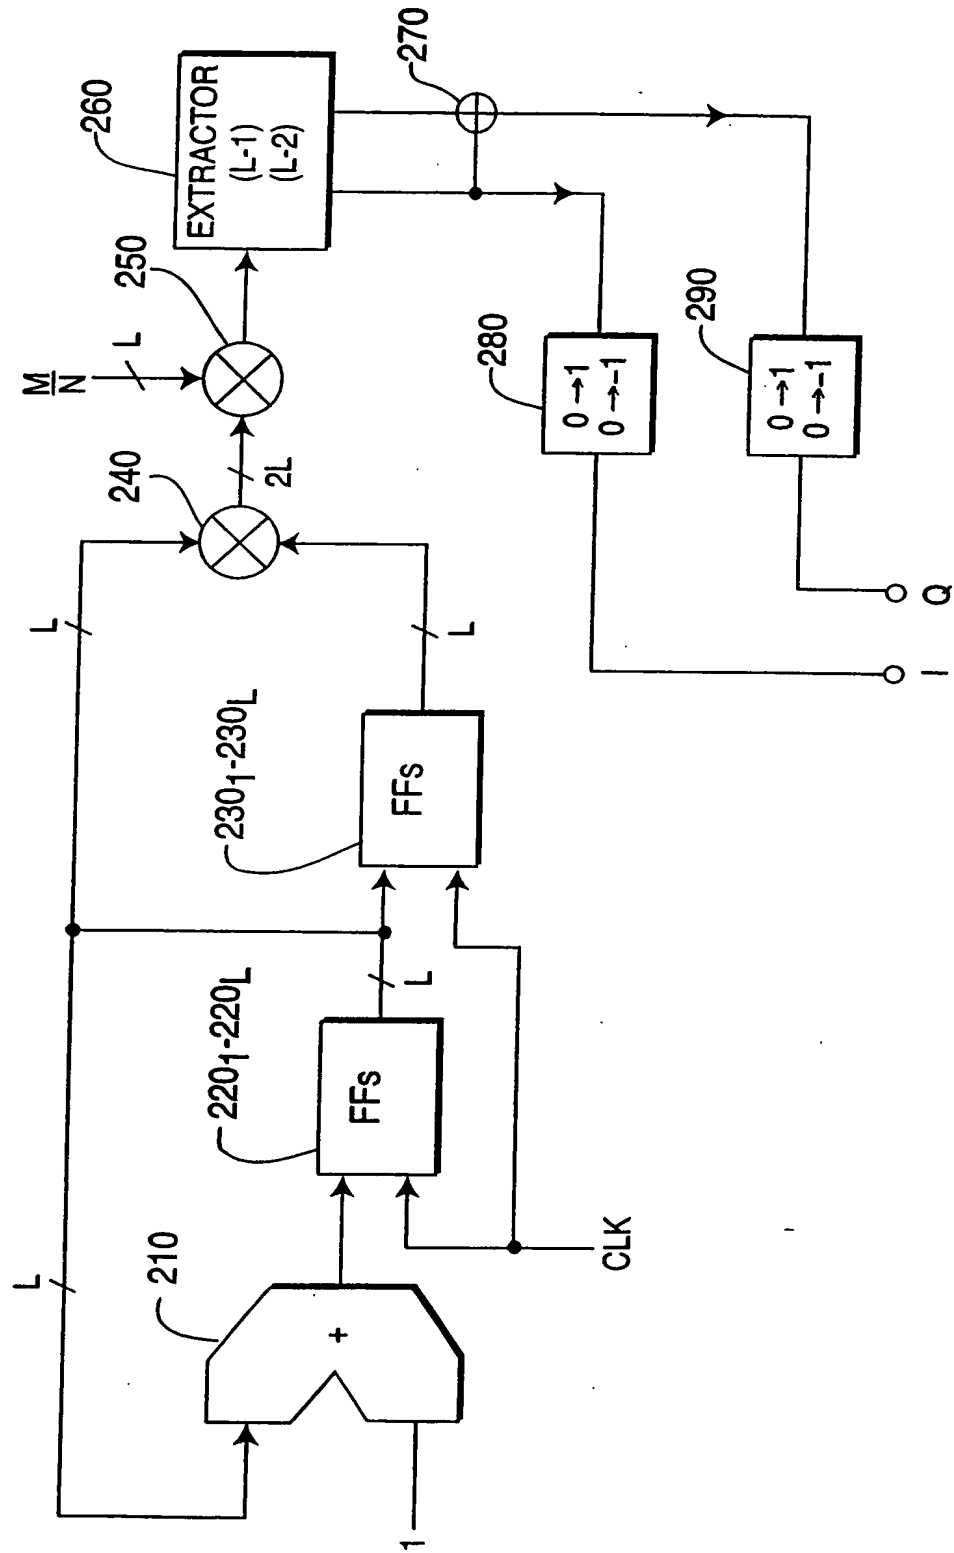 L
210
+
1
220₁-220L
FFs
L
CLK
230₁-230L
FFs
L
L
240
2L
M
N
L
250
260
EXTRACTOR
(L-1)
(L-2)
270
280
0→1
0→-1
290
0→1
0→-1
I
Q